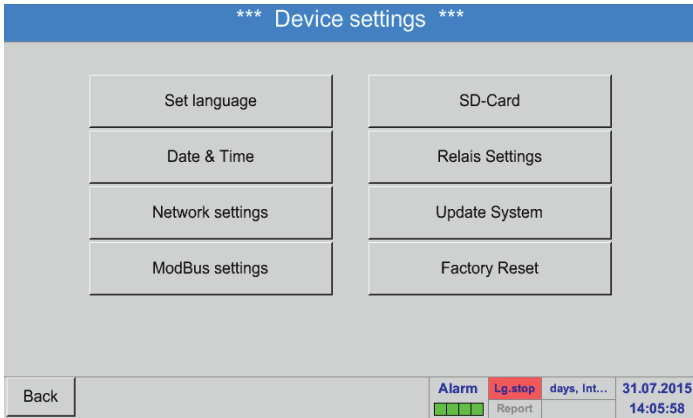 *** Device settings ***
Set language
SD-Card
Date & Time
Relais Settings
Network settings
Update System
ModBus settings
Factory Reset
Back
Alarm
Lg.stop
days, Int...
31.07.2015
Report
14:05:58